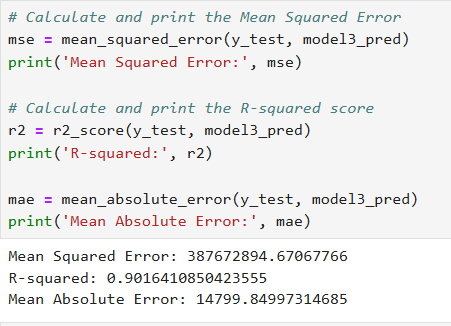 # Calculate and print the Mean Squared Error
mse = mean_squared_error(y_test, model3_pred)
print('Mean Squared Error:', mse)
# Calculate and print the R-squared score
r2 = r2_score(y_test, model3_pred)
print('R-squared:', r2)
mae = mean_absolute_error(y_test, model3_pred)
print('Mean Absolute Error:', mae)
Mean Squared Error: 387672894.67067766
R-squared: 0.9016410850423555
Mean Absolute Error: 14799.84997314685